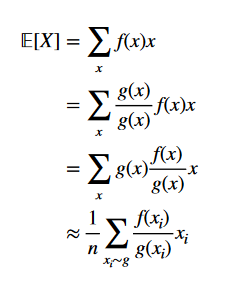 𝔼[X] = ∑ₓ f(x)x
= ∑ₓ g(x)/g(x) f(x)x
= ∑ₓ g(x) f(x)/g(x) x
≈ 1/n ∑ₓᵢ∼g f(xᵢ)/g(xᵢ) xᵢ